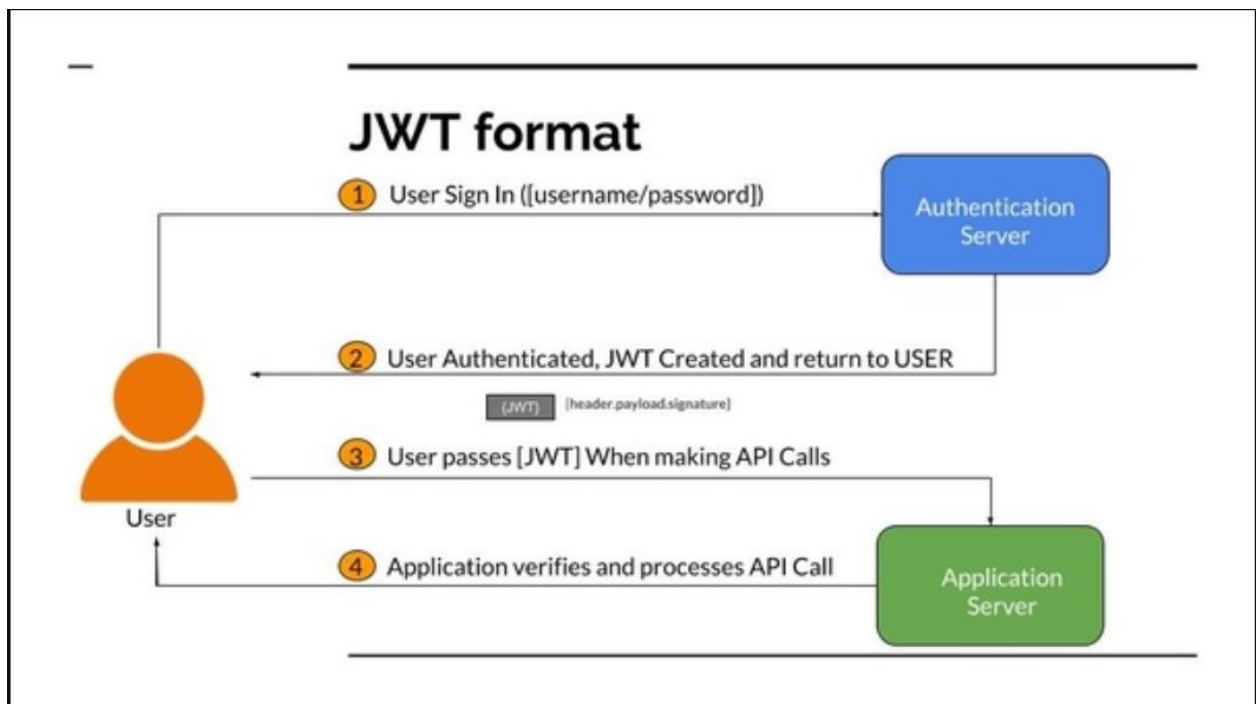 JWT format
1 User Sign In ([username/password])
Authentication
Server
2 User Authenticated, JWT Created and return to USER
(JWT) [header.payload.signature]
3 User passes [JWT] When making API Calls
User
4 Application verifies and processes API Call
Application
Server